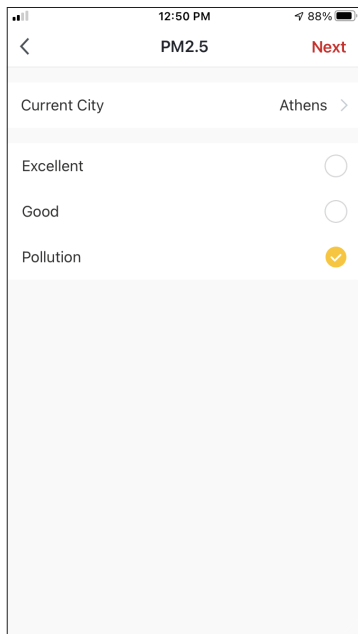 12:50 PM 88%
PM2.5 Next
Current City Athens
Excellent
Good
Pollution